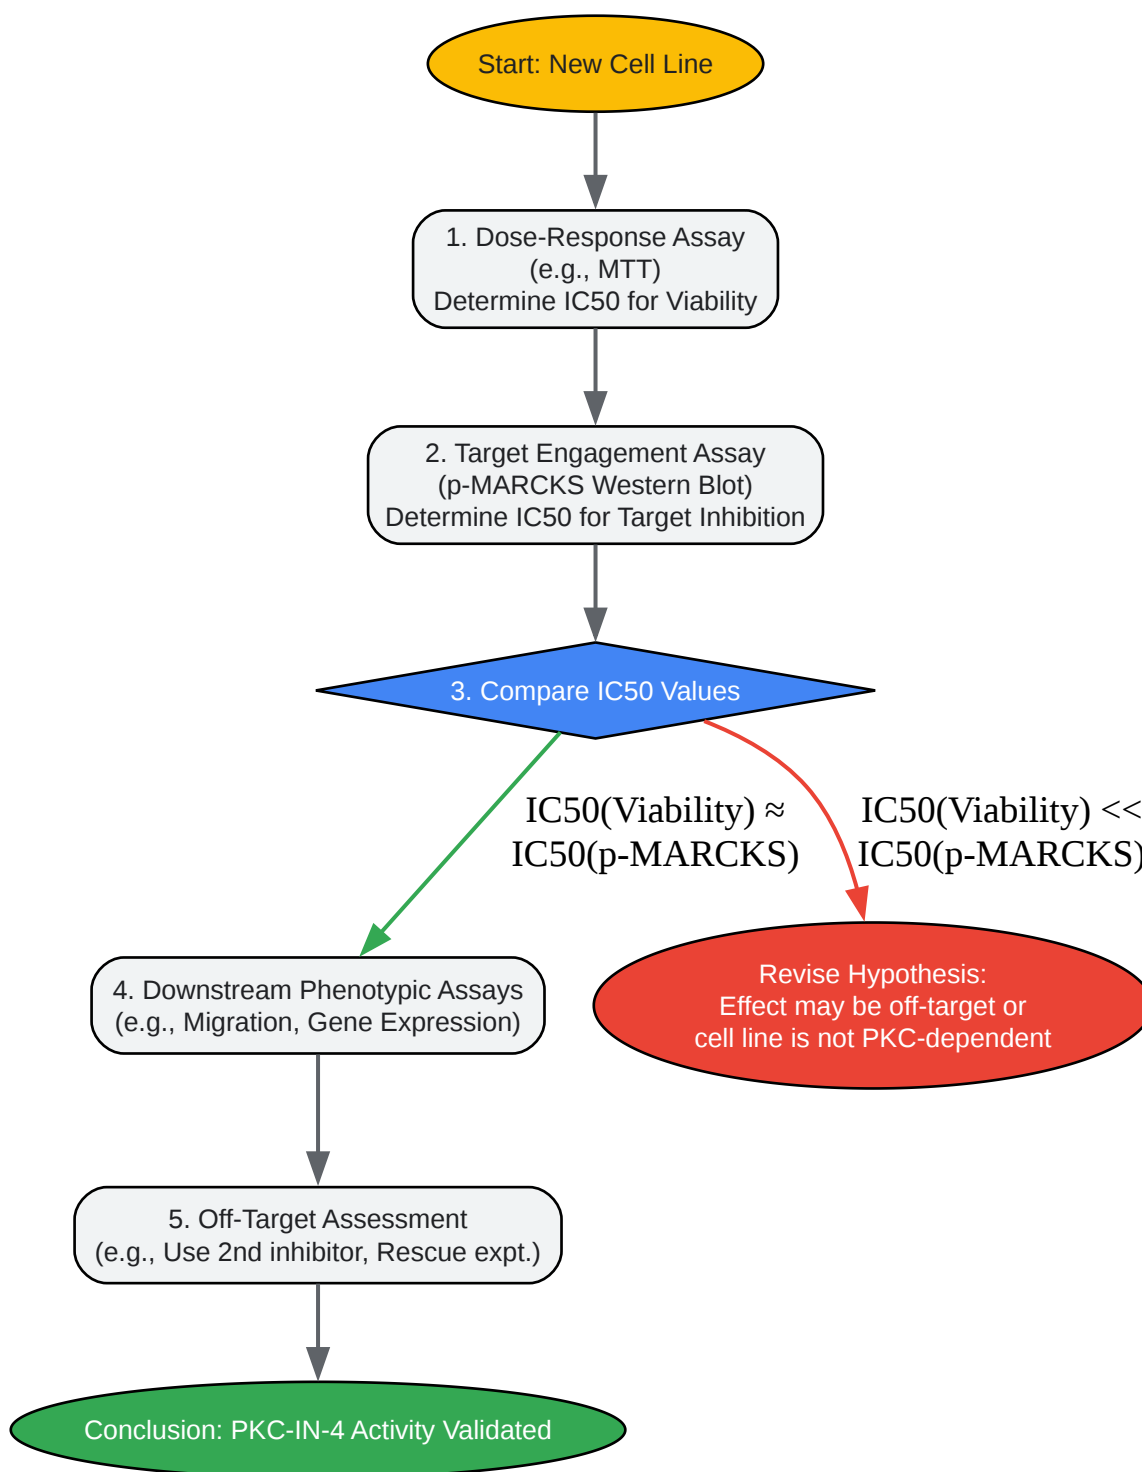 Start: New Cell Line
1. Dose-Response Assay
(e.g., MTT)
Determine IC50 for Viability
2. Target Engagement Assay
(p-MARCKS Western Blot)
Determine IC50 for Target Inhibition
3. Compare IC50 Values
IC50(Viability) ≈
IC50(p-MARCKS)
IC50(Viability) <<
IC50(p-MARCKS)
4. Downstream Phenotypic Assays
(e.g., Migration, Gene Expression)
Revise Hypothesis:
Effect may be off-target or
cell line is not PKC-dependent
5. Off-Target Assessment
(e.g., Use 2nd inhibitor, Rescue expt.)
Conclusion: PKC-IN-4 Activity Validated